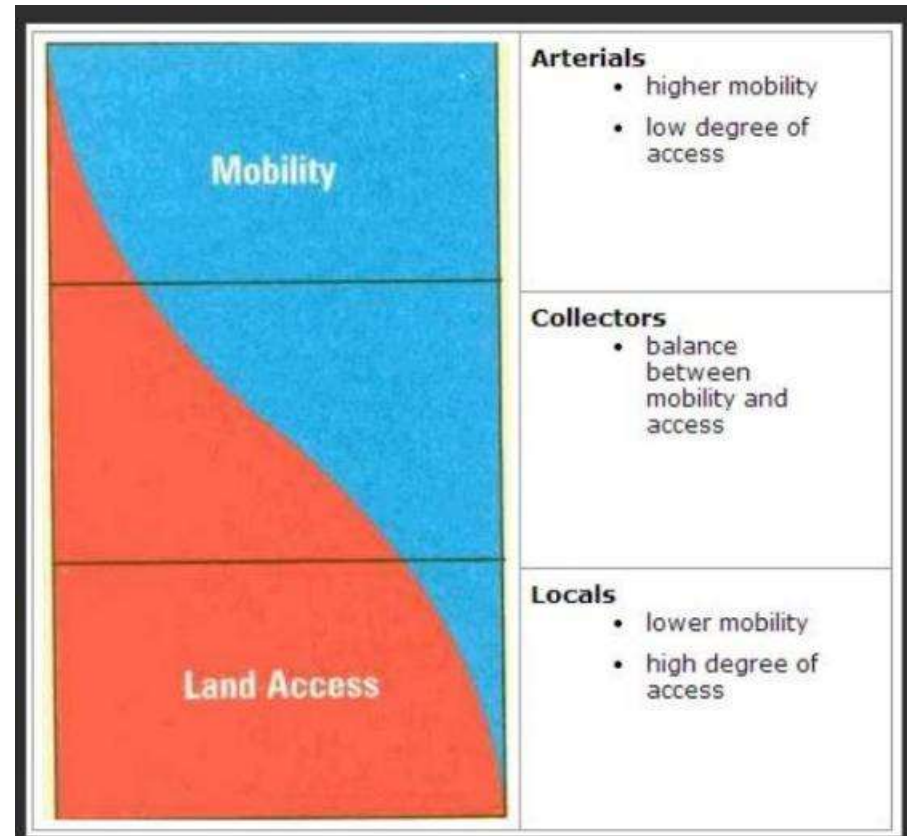 Mobility
Land Access
Arterials
• higher mobility
• low degree of
access
Collectors
• balance
between
mobility and
access
Locals
• lower mobility
• high degree of
access